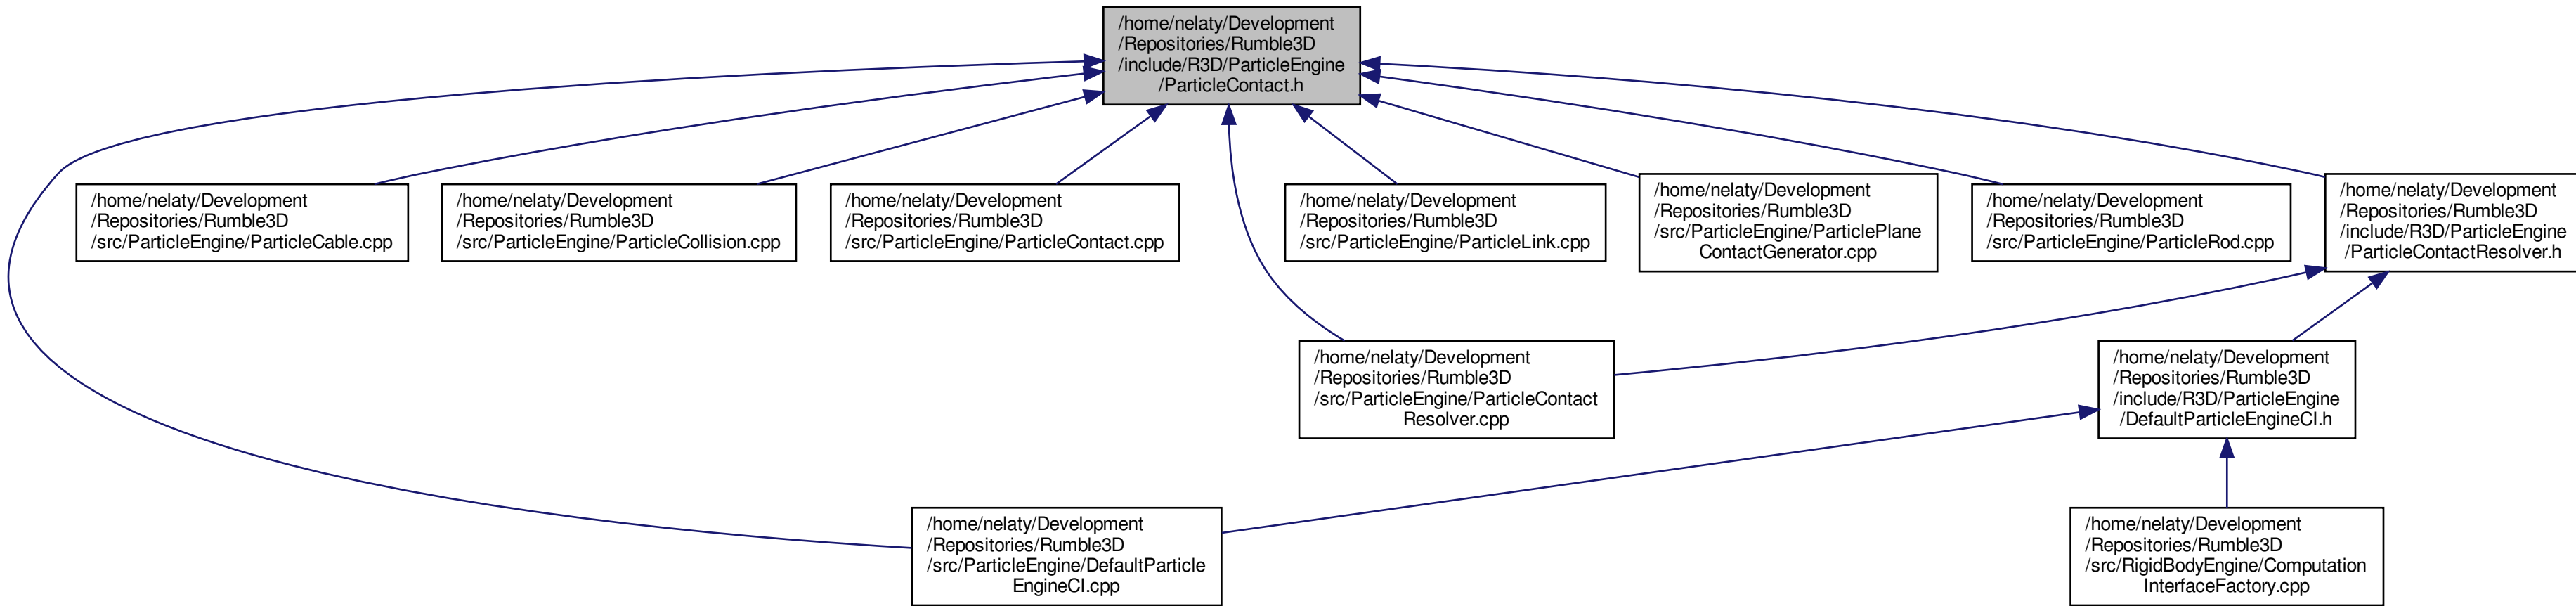 /home/nelaty/Development
/Repositories/Rumble3D
/include/R3D/ParticleEngine
/ParticleContact.h
/home/nelaty/Development
/Repositories/Rumble3D
/src/ParticleEngine/ParticleCable.cpp
/home/nelaty/Development
/Repositories/Rumble3D
/src/ParticleEngine/ParticleCollision.cpp
/home/nelaty/Development
/Repositories/Rumble3D
/src/ParticleEngine/ParticleContact.cpp
/home/nelaty/Development
/Repositories/Rumble3D
/src/ParticleEngine/ParticleLink.cpp
/home/nelaty/Development
/Repositories/Rumble3D
/src/ParticleEngine/ParticlePlane
ContactGenerator.cpp
/home/nelaty/Development
/Repositories/Rumble3D
/src/ParticleEngine/ParticleRod.cpp
/home/nelaty/Development
/Repositories/Rumble3D
/include/R3D/ParticleEngine
/ParticleContactResolver.h
/home/nelaty/Development
/Repositories/Rumble3D
/src/ParticleEngine/ParticleContact
Resolver.cpp
/home/nelaty/Development
/Repositories/Rumble3D
/include/R3D/ParticleEngine
/DefaultParticleEngineCI.h
/home/nelaty/Development
/Repositories/Rumble3D
/src/ParticleEngine/DefaultParticle
EngineCI.cpp
/home/nelaty/Development
/Repositories/Rumble3D
/src/RigidBodyEngine/Computation
InterfaceFactory.cpp